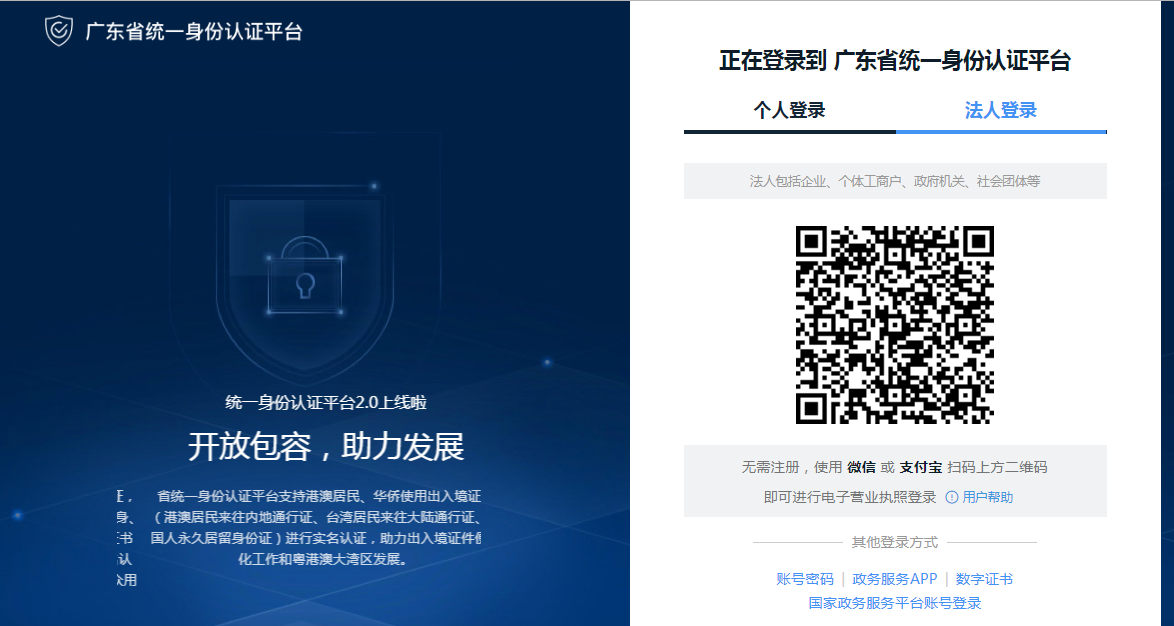 广东省统一身份认证平台
统一身份认证平台2.0上线啦
开放包容，助力发展
省统一身份认证平台支持港澳居民、华侨使用出入境证
（港澳居民来往内地通行证、台湾居民来往大陆通行证、
国人永久居留身份证）进行实名认证，助力出入境证件便
化工作和粤港澳大湾区发展。
正在登录到 广东省统一身份认证平台
个人登录 法人登录
法人包括企业、个体工商户、政府机关、社会团体等
无需注册，使用 微信 或 支付宝 扫码上方二维码
即可进行电子营业执照登录 用户帮助
其他登录方式
账号密码 | 政务服务APP | 数字证书
国家政务服务平台账号登录